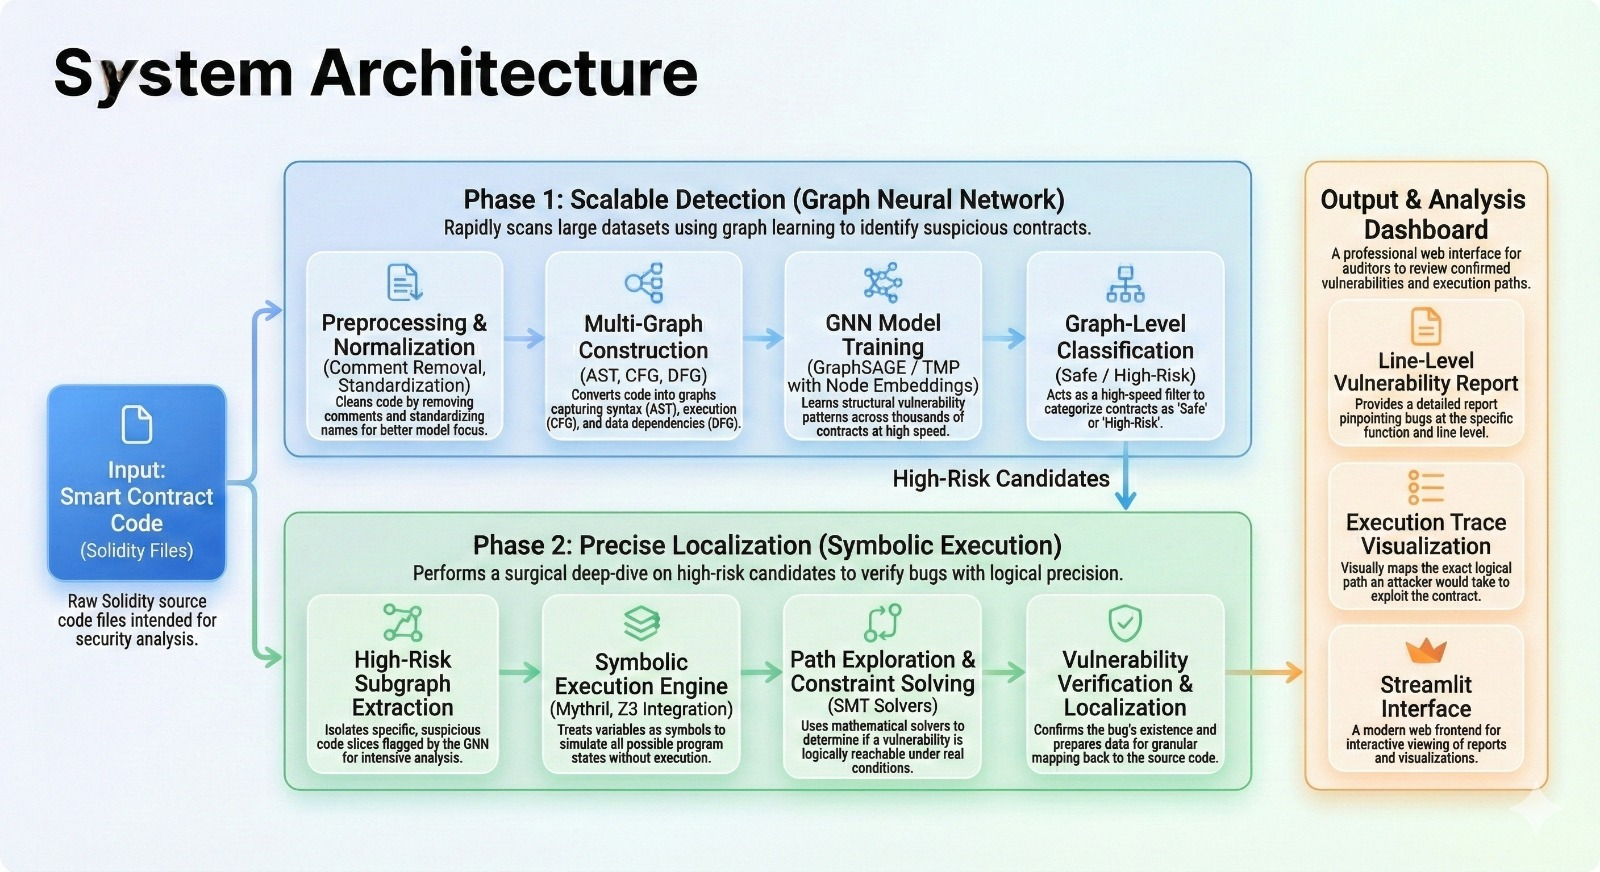 System Architecture
Input:
Smart Contract
Code
(Solidity Files)
Raw Solidity source
code files intended for
security analysis.
Phase 1: Scalable Detection (Graph Neural Network)
Rapidly scans large datasets using graph learning to identify suspicious contracts.
Preprocessing &
Normalization
(Comment Removal,
Standardization)
Cleans code by removing
comments and standardizing
names for better model focus.
Multi-Graph
Construction
(AST, CFG, DFG)
Converts code into graphs
capturing syntax (AST), execution
(CFG), and data dependencies (DFG).
GNN Model
Training
(GraphSAGE / TMP
with Node Embeddings)
Learns structural vulnerability
patterns across thousands of
contracts at high speed.
Graph-Level
Classification
(Safe / High-Risk)
Acts as a high-speed filter to
categorize contracts as 'Safe'
or 'High-Risk'.
High-Risk Candidates
Phase 2: Precise Localization (Symbolic Execution)
Performs a surgical deep-dive on high-risk candidates to verify bugs with logical precision.
High-Risk
Subgraph
Extraction
Isolates specific, suspicious
code slices flagged by the GNN
for intensive analysis.
Symbolic
Execution Engine
(Mythril, Z3 Integration)
Treats variables as symbols to
simulate all possible program
states without execution.
Path Exploration &
Constraint Solving
(SMT Solvers)
Uses mathematical solvers to
determine if a vulnerability is
logically reachable under real
conditions.
Vulnerability
Verification &
Localization
Confirms the bug's existence and
prepares data for granular
mapping back to the source code.
Output & Analysis
Dashboard
A professional web interface for
auditors to review confirmed
vulnerabilities and execution paths.
Line-Level
Vulnerability Report
Provides a detailed report
pinpointing bugs at the specific
function and line level.
Execution Trace
Visualization
Visually maps the exact logical
path an attacker would take to
exploit the contract.
Streamlit
Interface
A modern web frontend for
interactive viewing of reports
and visualizations.